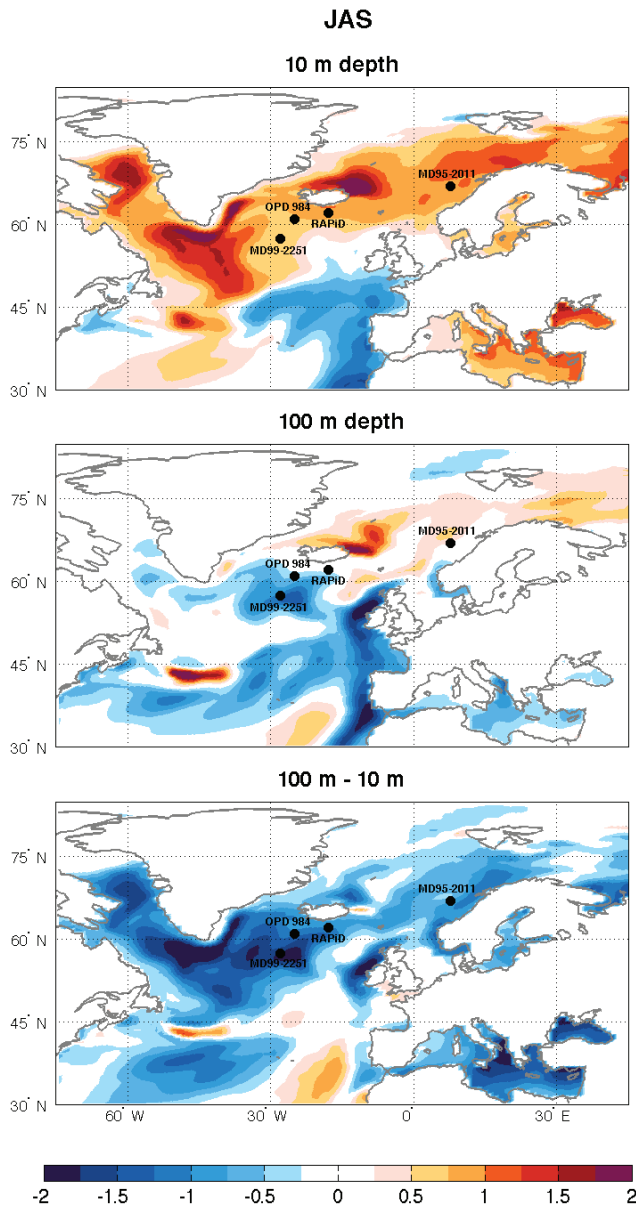 JAS
10 m depth
75° N
60° N
45° N
30° N
MD95-2011
OPD 984
RAPiD
MD99-2251
100 m depth
75° N
60° N
45° N
30° N
MD95-2011
OPD 984
RAPiD
MD99-2251
100 m - 10 m
75° N
60° N
45° N
30° N
MD95-2011
OPD 984
RAPiD
MD99-2251
60° W 30° W 0° 30° E
-2 -1.5 -1 -0.5 0 0.5 1 1.5 2